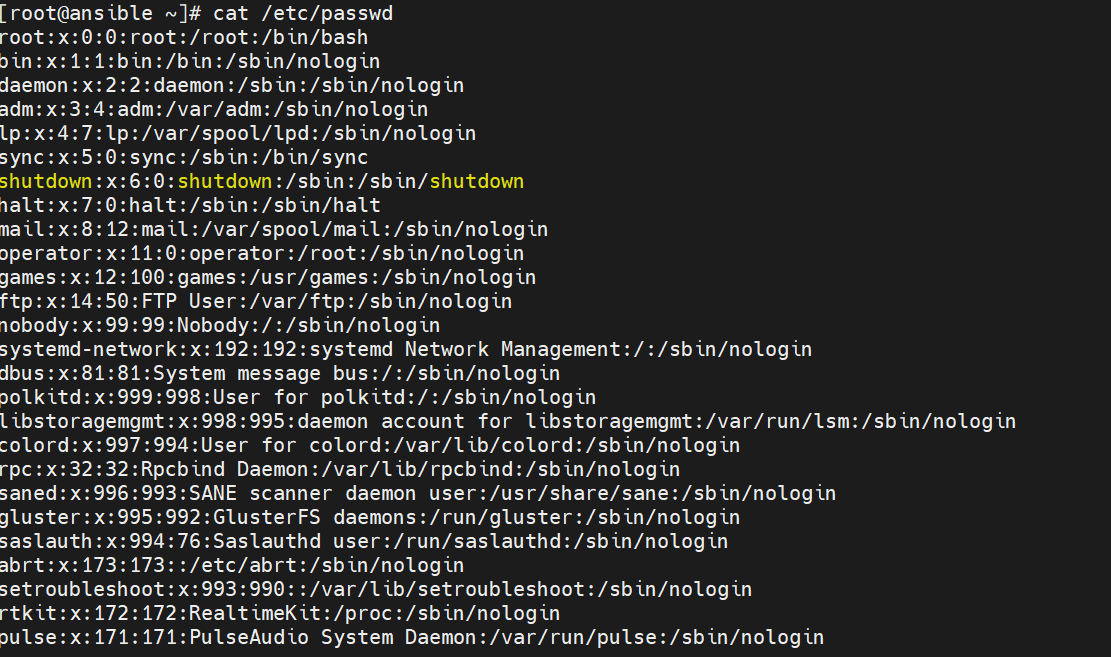 [root@ansible ~]# cat /etc/passwd
root:x:0:0:root:/root:/bin/bash
bin:x:1:1:bin:/bin:/sbin/nologin
daemon:x:2:2:daemon:/sbin:/sbin/nologin
adm:x:3:4:adm:/var/adm:/sbin/nologin
lp:x:4:7:lp:/var/spool/lpd:/sbin/nologin
sync:x:5:0:sync:/sbin:/bin/sync
shutdown:x:6:0:shutdown:/sbin:/sbin/shutdown
halt:x:7:0:halt:/sbin:/sbin/halt
mail:x:8:12:mail:/var/spool/mail:/sbin/nologin
operator:x:11:0:operator:/root:/sbin/nologin
games:x:12:100:games:/usr/games:/sbin/nologin
ftp:x:14:50:FTP User:/var/ftp:/sbin/nologin
nobody:x:99:99:Nobody:/:/sbin/nologin
systemd-network:x:192:192:systemd Network Management:/:/sbin/nologin
dbus:x:81:81:System message bus:/:/sbin/nologin
polkitd:x:999:998:User for polkitd:/:/sbin/nologin
libstoragemgmt:x:998:995:daemon account for libstoragemgmt:/var/run/lsm:/sbin/nologin
colord:x:997:994:User for colord:/var/lib/colord:/sbin/nologin
rpc:x:32:32:Rpcbind Daemon:/var/lib/rpcbind:/sbin/nologin
saned:x:996:993:SANE scanner daemon user:/usr/share/sane:/sbin/nologin
gluster:x:995:992:GlusterFS daemons:/run/gluster:/sbin/nologin
saslauth:x:994:76:Saslauthd user:/run/saslauthd:/sbin/nologin
abrt:x:173:173::/etc/abrt:/sbin/nologin
setroubleshoot:x:993:990::/var/lib/setroubleshoot:/sbin/nologin
rtkit:x:172:172:RealtimeKit:/proc:/sbin/nologin
pulse:x:171:171:PulseAudio System Daemon:/var/run/pulse:/sbin/nologin